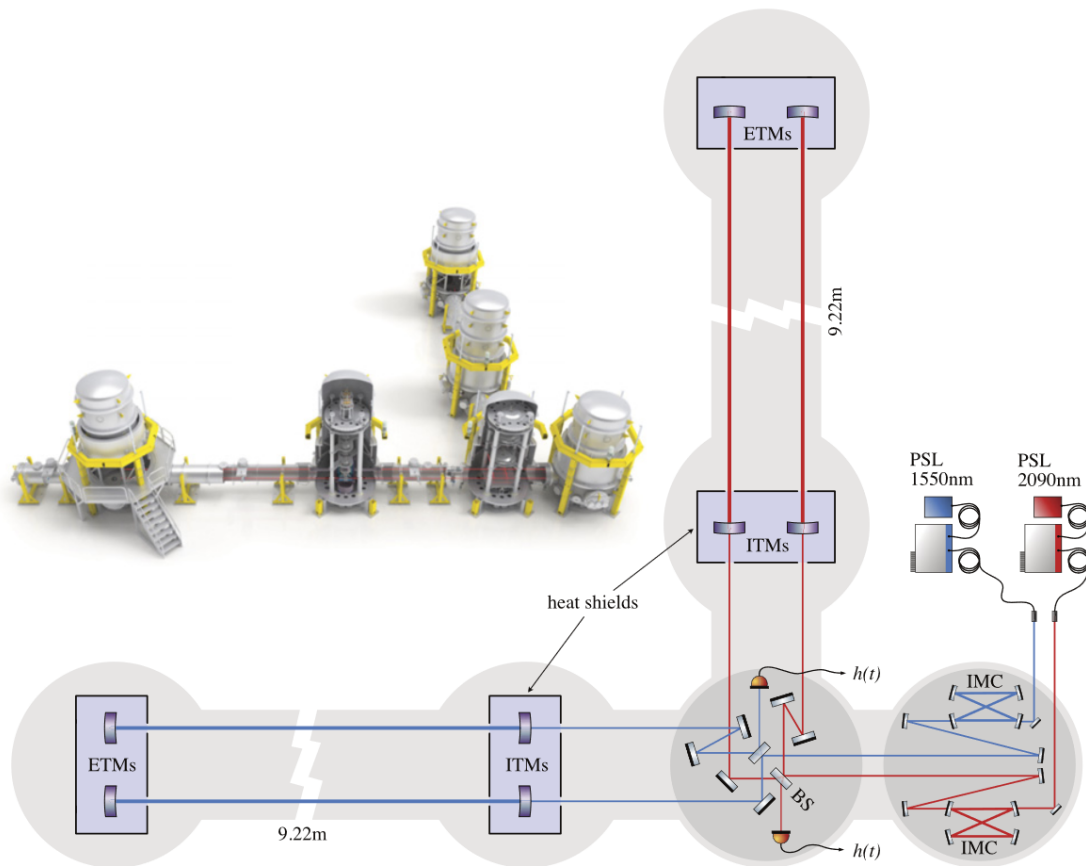 ETMs
9.22m
PSL
1550nm
PSL
2090nm
ITMs
heat shields
h(t)
IMC
ETMs
ITMs
BS
9.22m
h(t)
IMC